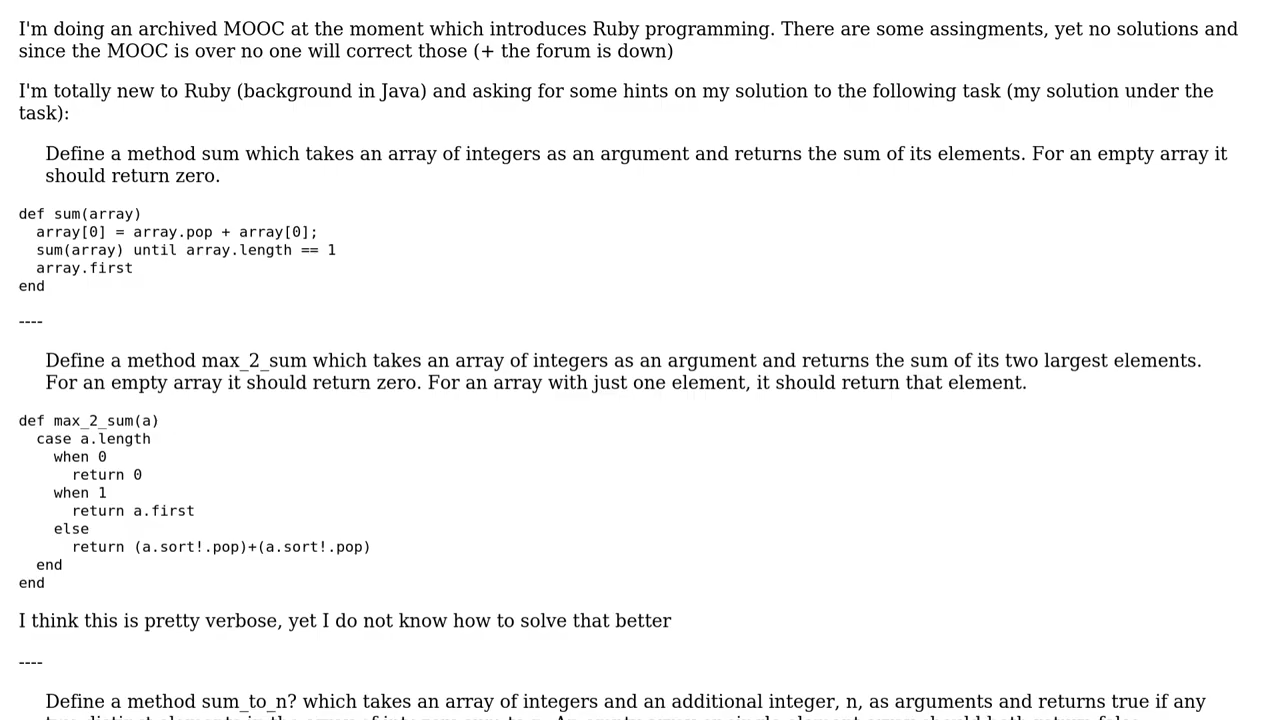 I'm doing an archived MOOC at the moment which introduces Ruby programming. There are some assingments, yet no solutions and
since the MOOC is over no one will correct those (+ the forum is down)
I'm totally new to Ruby (background in Java) and asking for some hints on my solution to the following task (my solution under the
task):
Define a method sum which takes an array of integers as an argument and returns the sum of its elements. For an empty array it
should return zero.
def sum(array)
  array[0] = array.pop + array[0];
  sum(array) until array.length == 1
  array.first
end
----
Define a method max_2_sum which takes an array of integers as an argument and returns the sum of its two largest elements.
For an empty array it should return zero. For an array with just one element, it should return that element.
def max_2_sum(a)
  case a.length
    when 0
      return 0
    when 1
      return a.first
    else
      return (a.sort!.pop)+(a.sort!.pop)
  end
end
I think this is pretty verbose, yet I do not know how to solve that better
----
Define a method sum_to_n? which takes an array of integers and an additional integer, n, as arguments and returns true if any